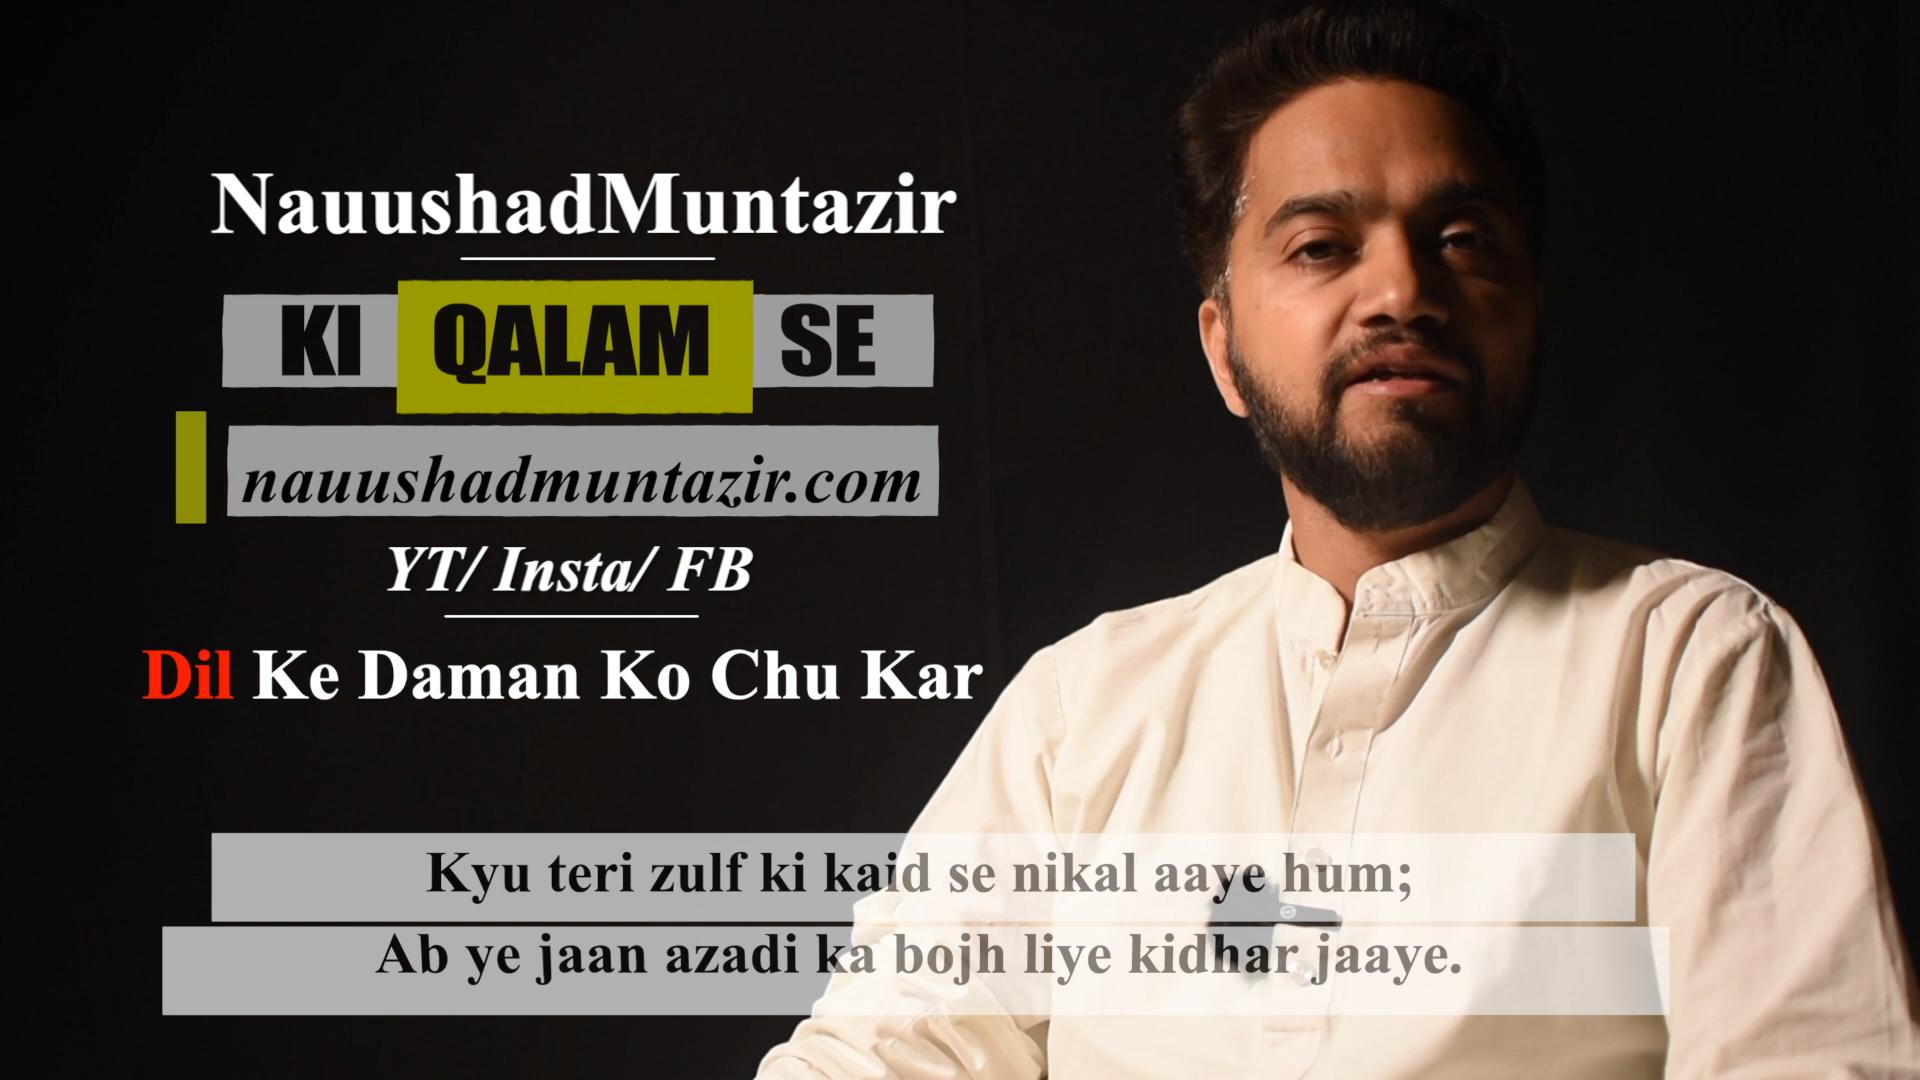 NauushadMuntazir
KI QALAM SE
nauushadmuntazir.com
YT/ Insta/ FB
Dil Ke Daman Ko Chu Kar
Kyu teri zulf ki kaid se nikal aaye hum;
Ab ye jaan azadi ka bojh liye kidhar jaaye.